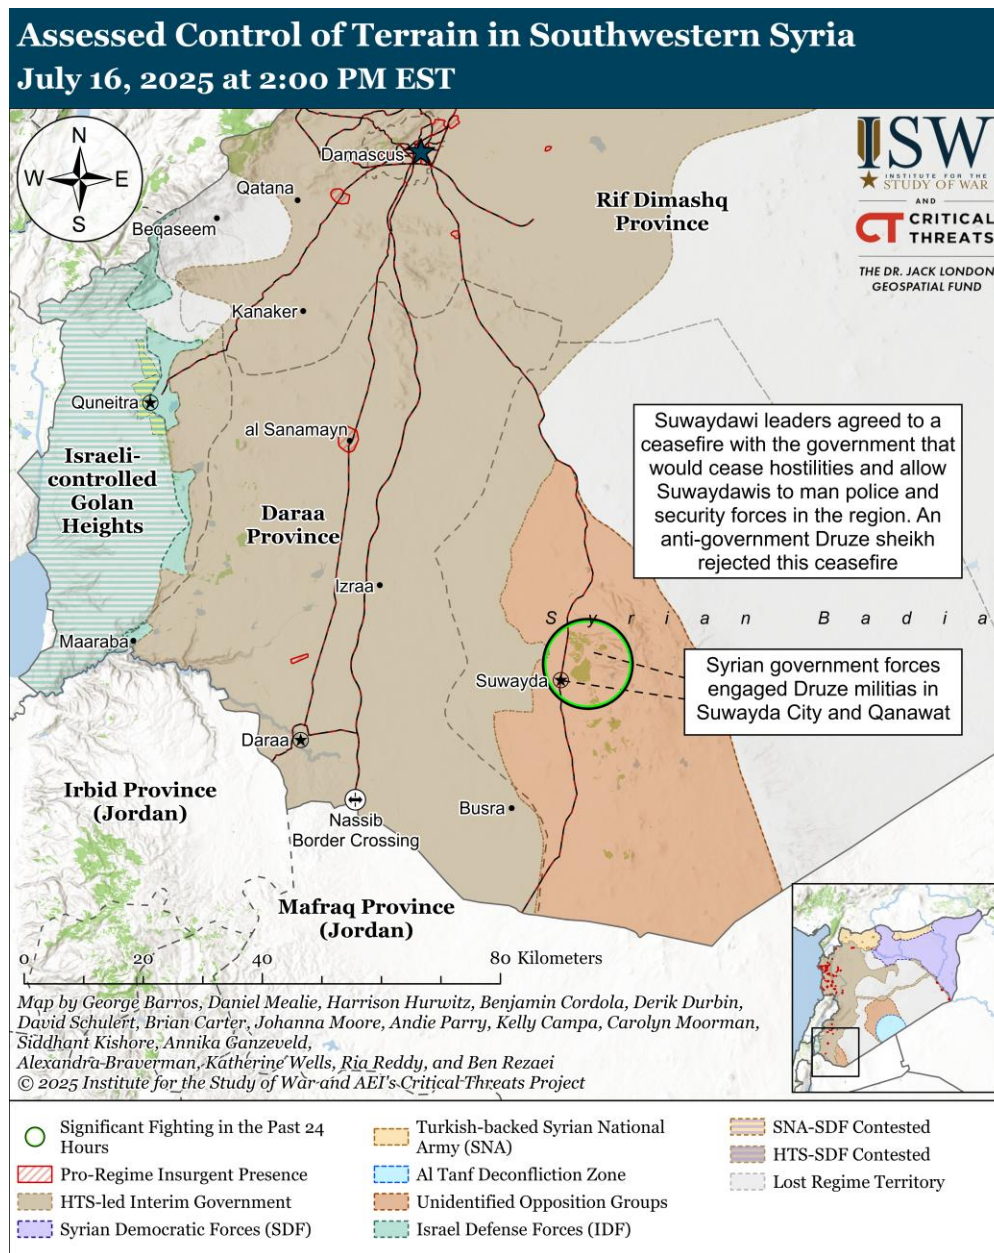 Assessed Control of Terrain in Southwestern Syria
July 16, 2025 at 2:00 PM EST
N
W
E
S
ISW
INSTITUTE FOR THE
STUDY OF WAR
AND
CT CRITICAL
THREATS
THE DR. JACK LONDON
GEOSPATIAL FUND
Damascus
Qatana
Beqaseem
Rif Dimashq
Province
Kanaker
Quneitra
al Sanamayn
Israeli-
controlled
Golan
Heights
Daraa
Province
Suwaydawi leaders agreed to a
ceasefire with the government that
would cease hostilities and allow
Suwaydawis to man police and
security forces in the region. An
anti-government Druze sheikh
rejected this ceasefire
Izraa
Syrian Badia
Maaraba
Suwayda
Syrian government forces
engaged Druze militias in
Suwayda City and Qanawat
Daraa
Irbid Province
(Jordan)
Nassib
Border Crossing
Busra
Mafraq Province
(Jordan)
0 20 40 80 Kilometers
Map by George Barros, Daniel Mealie, Harrison Hurwitz, Benjamin Cordola, Derik Durbin,
David Schulert, Brian Carter, Johanna Moore, Andie Parry, Kelly Campa, Carolyn Moorman,
Siddhant Kishore, Annika Ganzeveld,
Alexandra Braverman, Katherine Wells, Ria Reddy, and Ben Rezaei
© 2025 Institute for the Study of War and AEI's Critical Threats Project
Significant Fighting in the Past 24
Hours
Pro-Regime Insurgent Presence
HTS-led Interim Government
Syrian Democratic Forces (SDF)
Turkish-backed Syrian National
Army (SNA)
Al Tanf Deconfliction Zone
Unidentified Opposition Groups
Israel Defense Forces (IDF)
SNA-SDF Contested
HTS-SDF Contested
Lost Regime Territory